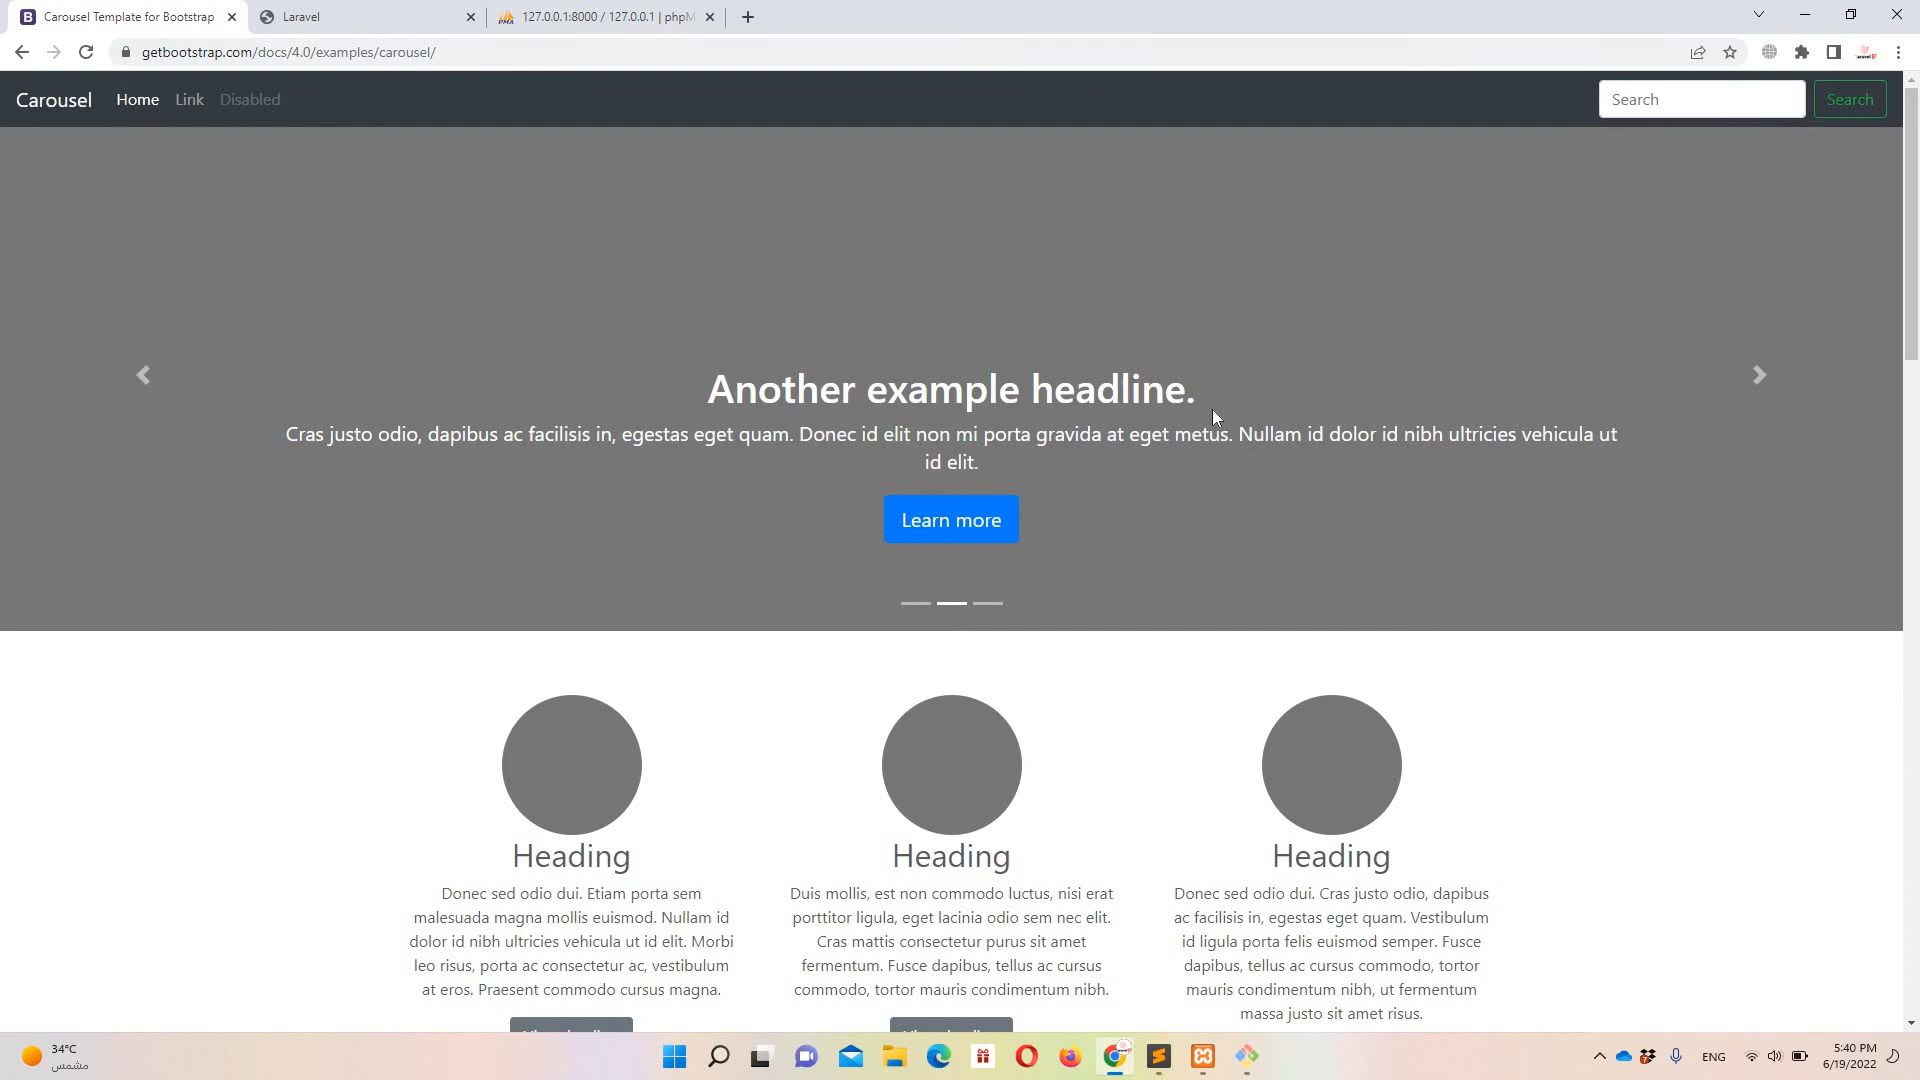 Carousel Template for Bootstrap
Laravel
127.0.0.1:8000 / 127.0.0.1 | phpM
getbootstrap.com/docs/4.0/examples/carousel/
Carousel Home Link Disabled
Search Search
Another example headline.
Cras justo odio, dapibus ac facilisis in, egestas eget quam. Donec id elit non mi porta gravida at eget metus. Nullam id dolor id nibh ultricies vehicula ut
id elit.
Learn more
Heading
Donec sed odio dui. Etiam porta sem
malesuada magna mollis euismod. Nullam id
dolor id nibh ultricies vehicula ut id elit. Morbi
leo risus, porta ac consectetur ac, vestibulum
at eros. Praesent commodo cursus magna.
Heading
Duis mollis, est non commodo luctus, nisi erat
porttitor ligula, eget lacinia odio sem nec elit.
Cras mattis consectetur purus sit amet
fermentum. Fusce dapibus, tellus ac cursus
commodo, tortor mauris condimentum nibh.
Heading
Donec sed odio dui. Cras justo odio, dapibus
ac facilisis in, egestas eget quam. Vestibulum
id ligula porta felis euismod semper. Fusce
dapibus, tellus ac cursus commodo, tortor
mauris condimentum nibh, ut fermentum
massa justo sit amet risus.
34°C
مشمس
ENG
5:40 PM
6/19/2022